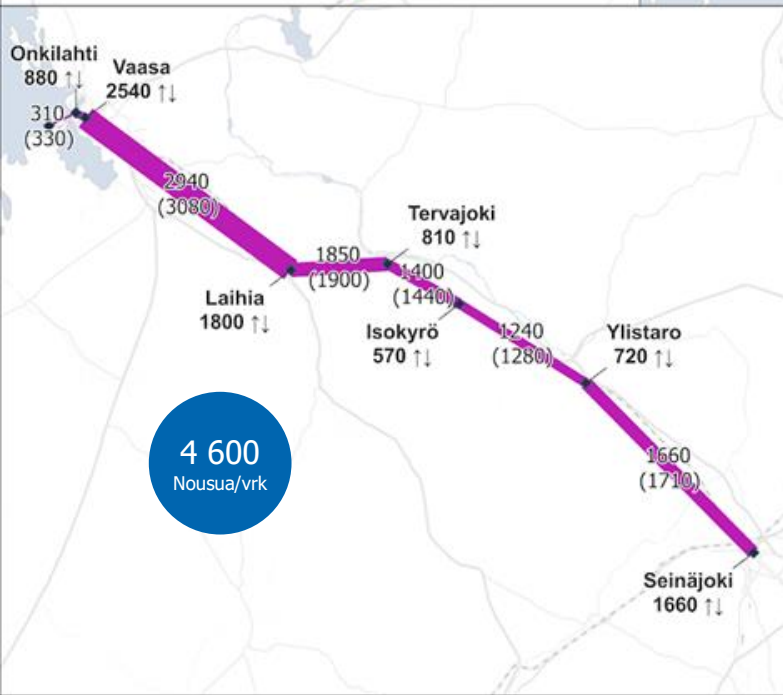 Onkilahti
880 ↑↓
Vaasa
2540 ↑↓
310
(330)
2940
(3080)
Tervajoki
810 ↑↓
1850
(1900)
1400
(1440)
Laihia
1800 ↑↓
Isokyrö
570 ↑↓
1240
(1280)
Ylistaro
720 ↑↓
4 600
Nousua/vrk
1660
(1710)
Seinäjoki
1660 ↑↓